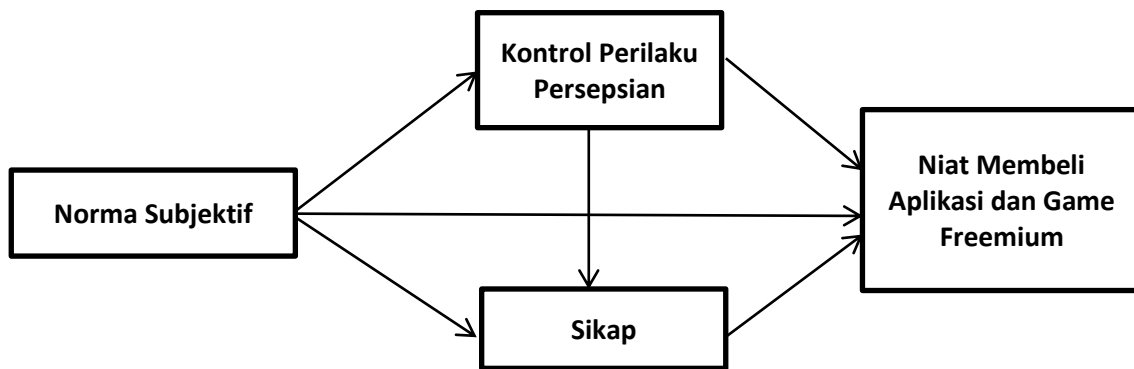 Kontrol Perilaku
Persepsian
Norma Subjektif
Niat Membeli
Aplikasi dan Game
Freemium
Sikap